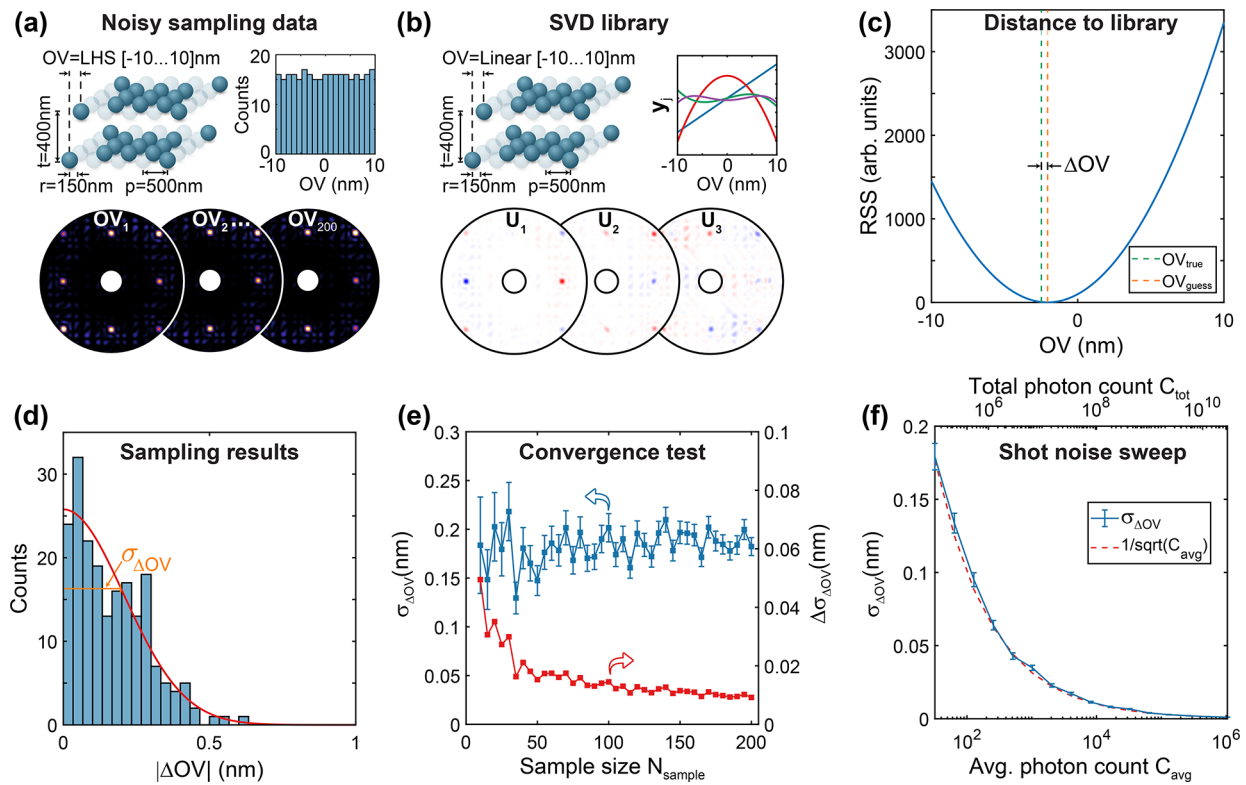 (a) Noisy sampling data
OV=LHS [-10...10]nm
t=400nm
r=150nm
p=500nm
Counts
20
15
10
5
0
-10 0 10
OV (nm)
OV1 OV2... OV200
(b) SVD library
OV=Linear [-10...10]nm
t=400nm
r=150nm
p=500nm
yj
-10 0 10
OV (nm)
U1 U2 U3
(c) Distance to library
RSS (arb. units)
3500
3000
2500
2000
1500
1000
500
0
ΔOV
OVtrue
OVguess
-10 0 10
OV (nm)
(d) Sampling results
Counts
30
20
10
0
σΔOV
0 0.5 1
|ΔOV| (nm)
(e) Convergence test
σΔOV(nm)
0.3
0.25
0.2
0.15
0.1
0.05
0
ΔσΔOV(nm)
0.1
0.08
0.06
0.04
0.02
0
0 50 100 150 200
Sample size Nsample
(f) Shot noise sweep
Total photon count Ctot
10^6 10^8 10^10
σΔOV(nm)
0.2
0.15
0.1
0.05
0
σΔOV
1/sqrt(Cavg)
10^2 10^4 10^6
Avg. photon count Cavg